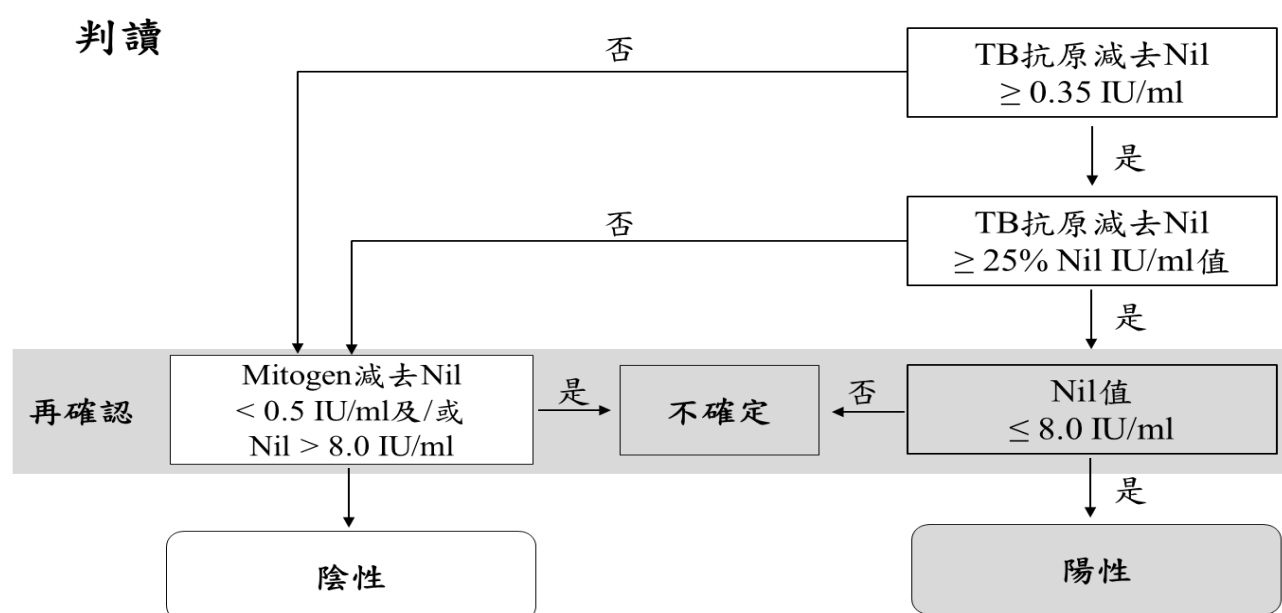 判讀
否
TB抗原減去Nil
≥ 0.35 IU/ml
是
否
TB抗原減去Nil
≥ 25% Nil IU/ml值
是
再確認
Mitogen減去Nil
< 0.5 IU/ml及/或
Nil > 8.0 IU/ml
是
不確定
否
Nil值
≤ 8.0 IU/ml
是
陰性
陽性